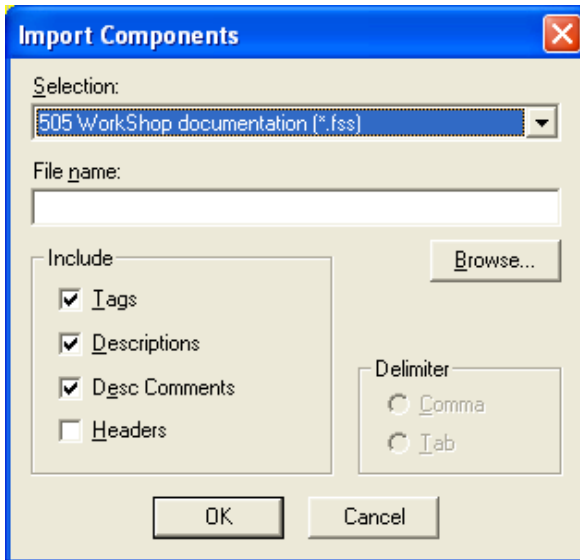 Import Components
Selection:
505 WorkShop documentation (*.fss)
File name:
Include
Browse...
Tags
Descriptions
Desc Comments
Headers
Delimiter
Comma
Tab
OK
Cancel